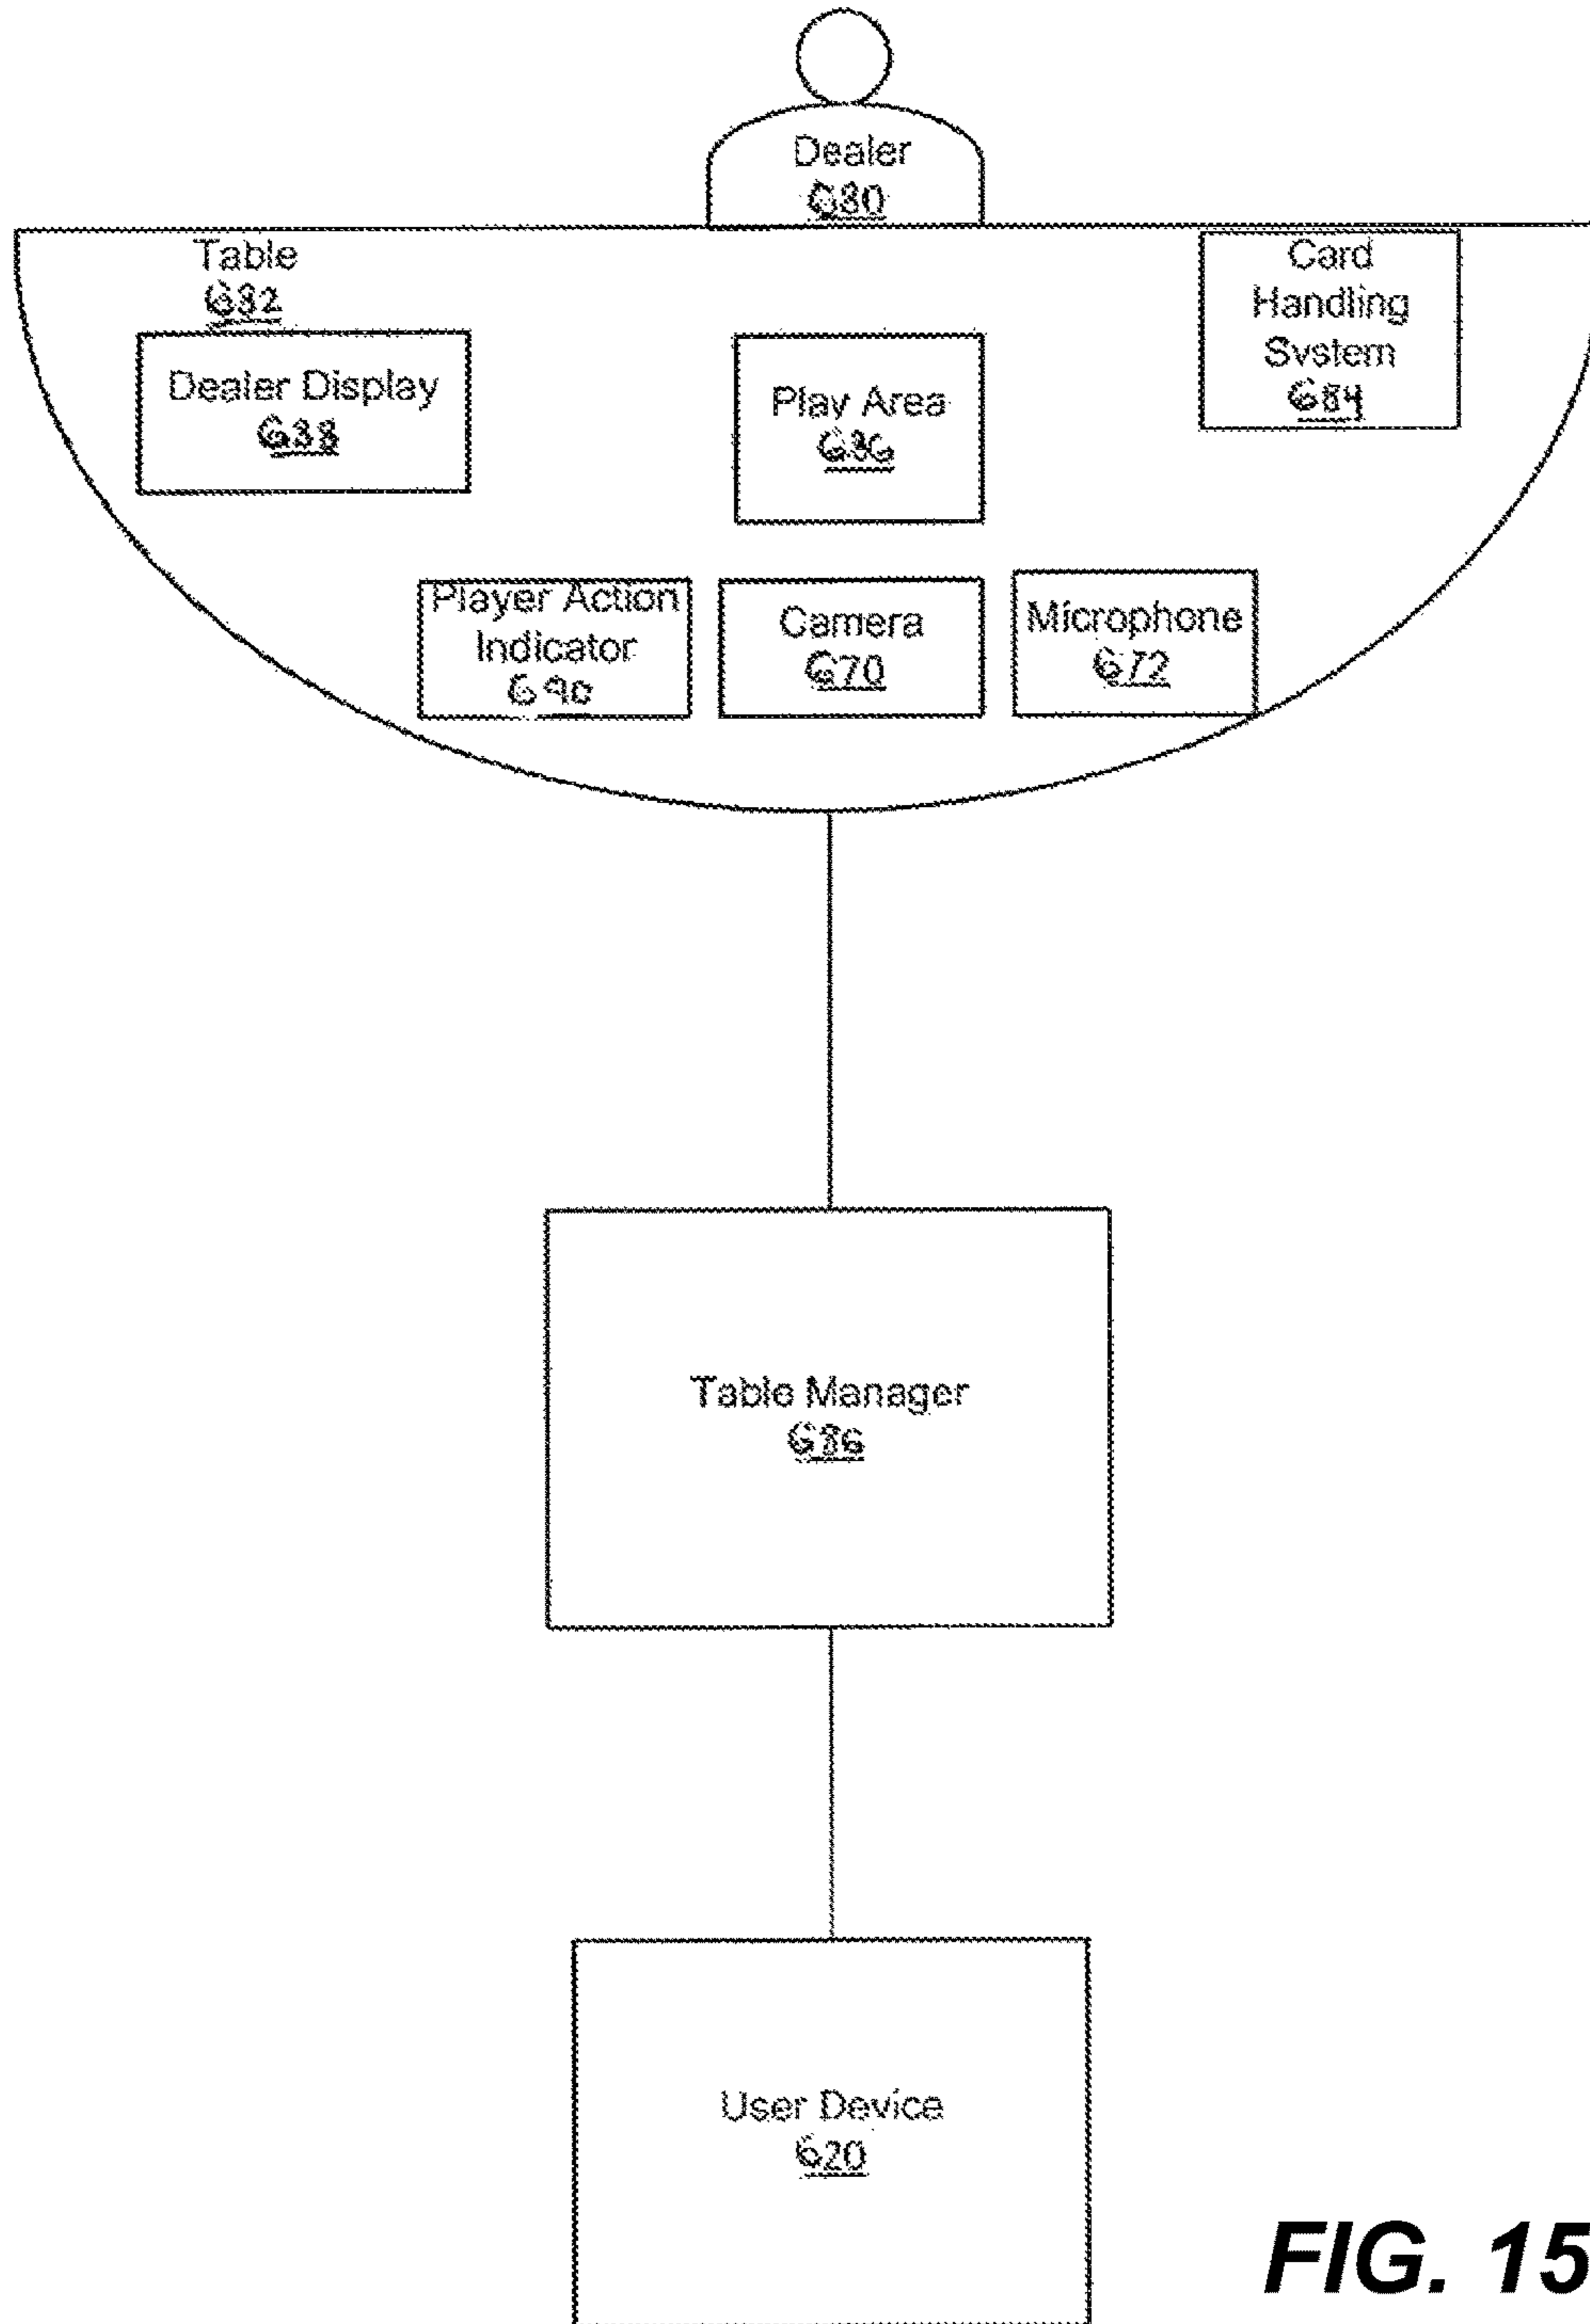 Dealer
680
Table
682
Card
Handling
System
684
Dealer Display
688
Play Area
686
Player Action
Indicator
690
Camera
670
Microphone
672
Table Manager
686
User Device
620
FIG. 15